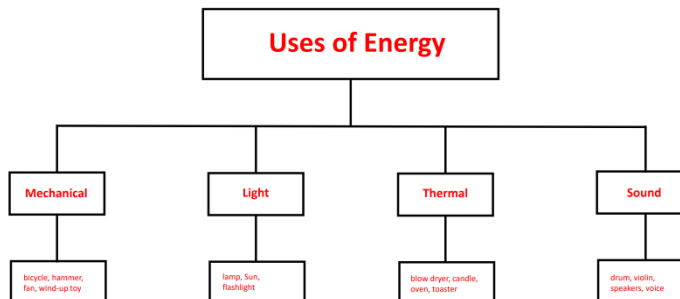 Uses of Energy
Mechanical
Light
Thermal
Sound
bicycle, hammer,
fan, wind-up toy
lamp, Sun,
flashlight
blow dryer, candle,
oven, toaster
drum, violin,
speakers, voice